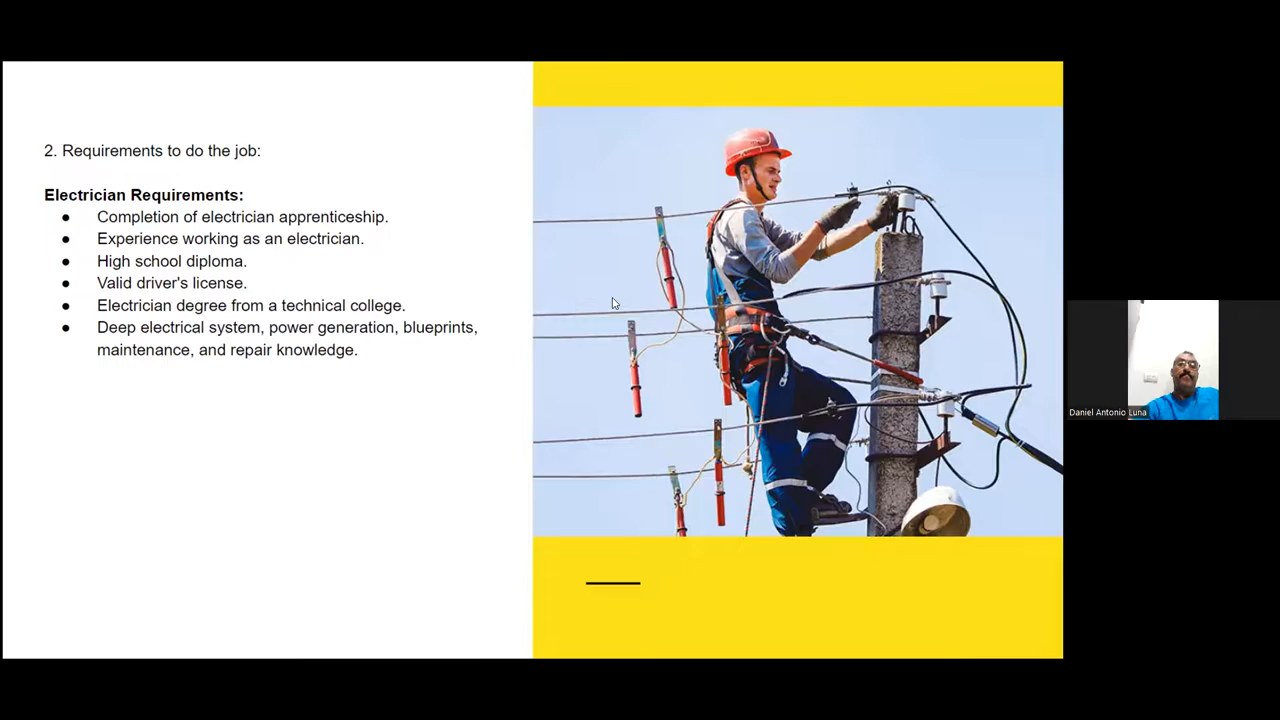 2. Requirements to do the job:
Electrician Requirements:
● Completion of electrician apprenticeship.
● Experience working as an electrician.
● High school diploma.
● Valid driver's license.
● Electrician degree from a technical college.
● Deep electrical system, power generation, blueprints,
maintenance, and repair knowledge.
Daniel Antonio Luna